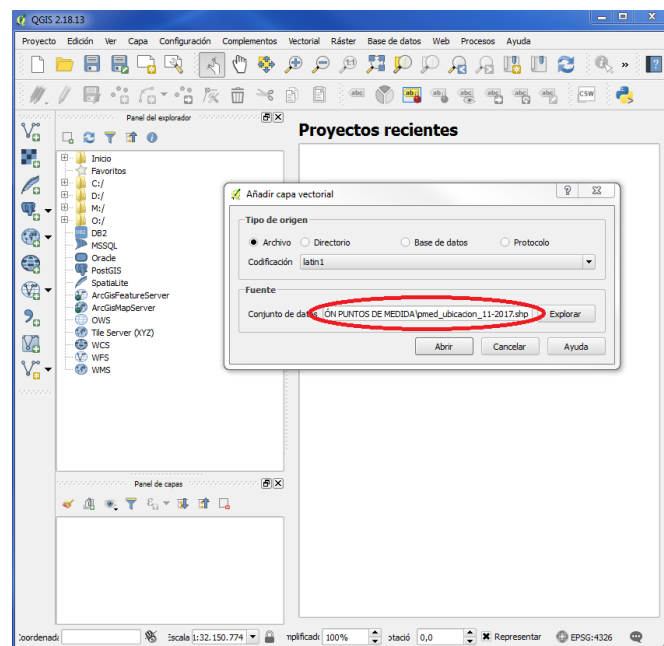 QGIS 2.18.13
Proyecto Edición Ver Capa Configuración Complementos Vectorial Ráster Base de datos Web Procesos Ayuda
Panel del explorador
Inicio
Favoritos
C:/
D:/
M:/
O:/
DB2
MSSQL
Oracle
PostGIS
SpatiaLite
ArcGisFeatureServer
ArcGisMapServer
OWS
Tile Server (XYZ)
WCS
WFS
WMS
Proyectos recientes
Añadir capa vectorial
Tipo de origen
Archivo Directorio Base de datos Protocolo
Codificación latin1
Fuente
Conjunto de datos ÓN PUNTOS DE MEDIDA\pmed_ubicacion_11-2017.shp Explorar
Abrir Cancelar Ayuda
Panel de capas
Coordenada Escala 1:32.150.774 mplificado 100% otació 0,0 Representar EPSG:4326